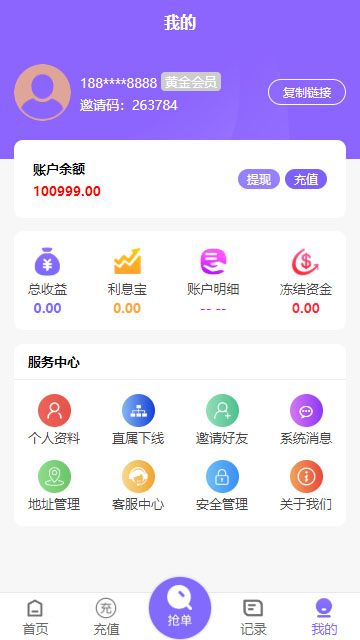 我的
188****8888 黄金会员
邀请码：263784
复制链接
账户余额
100999.00
提现 充值
总收益 利息宝 账户明细 冻结资金
0.00 0.00 -- -- 0.00
服务中心
个人资料 直属下线 邀请好友 系统消息
地址管理 客服中心 安全管理 关于我们
充
首页 充值 抢单 记录 我的